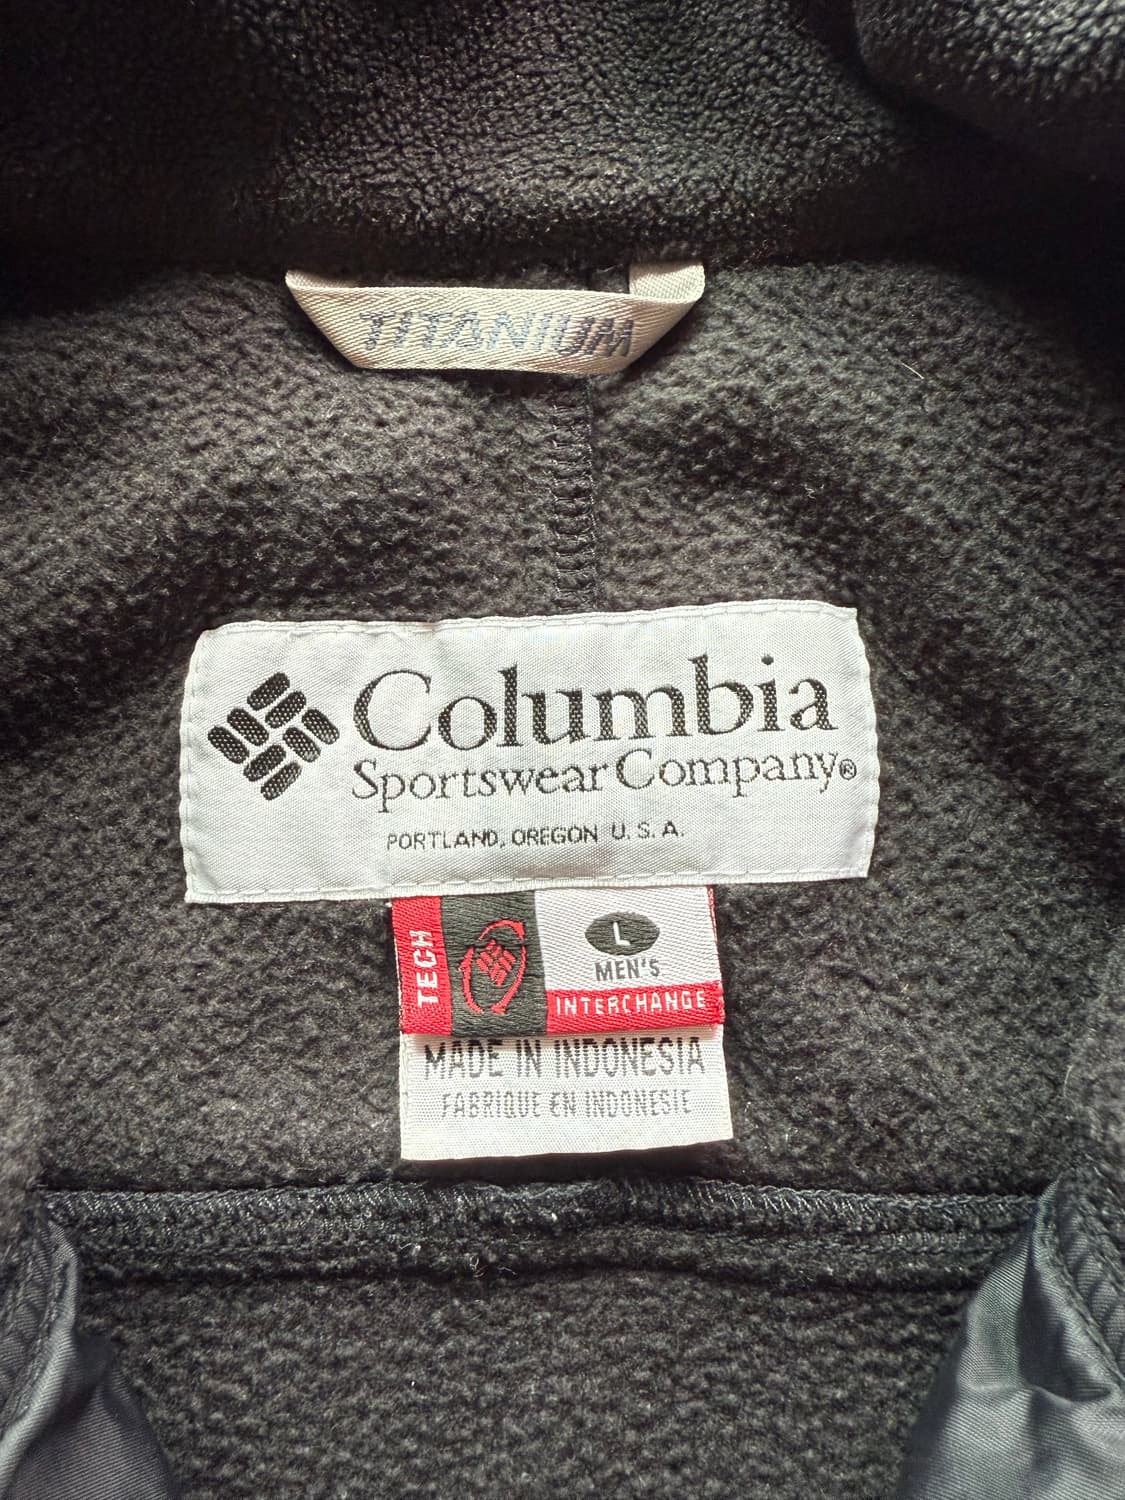 TITANIUM
Columbia
Sportswear Company®
PORTLAND, OREGON U.S.A.
TECH
L
MEN'S
INTERCHANGE
MADE IN INDONESIA
FABRIQUE EN INDONESIE